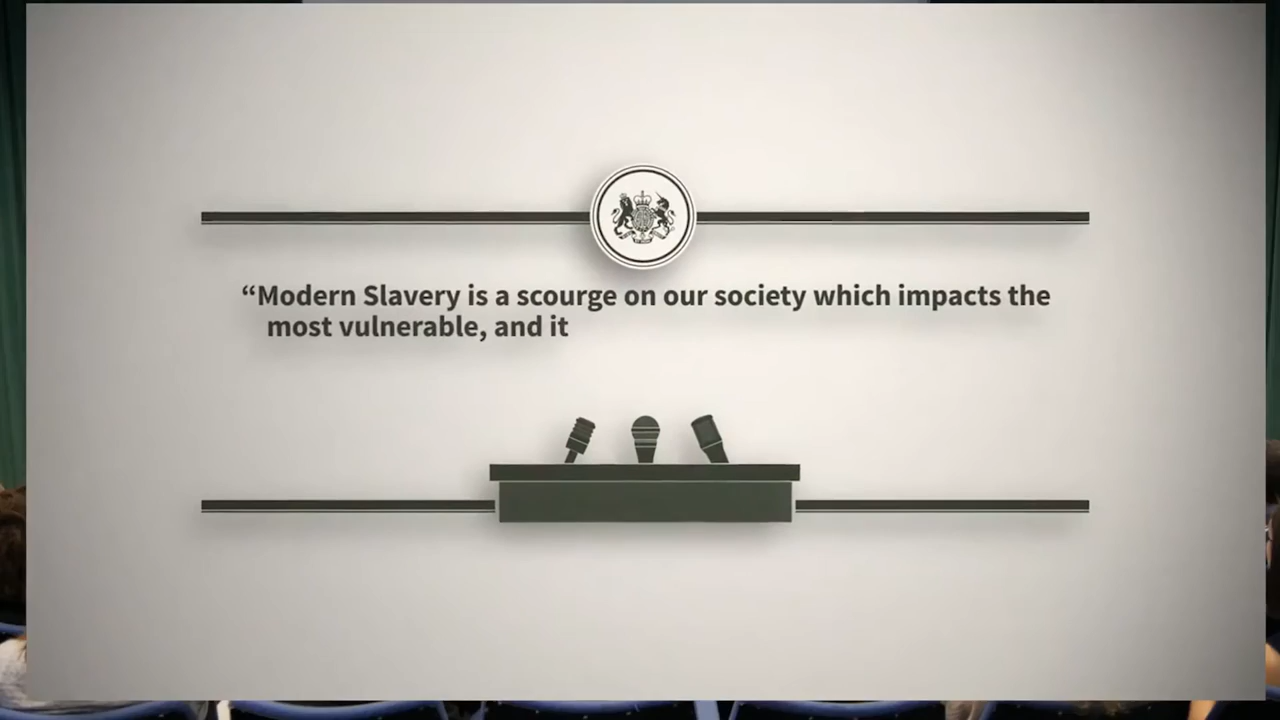 “Modern Slavery is a scourge on our society which impacts the
most vulnerable, and it